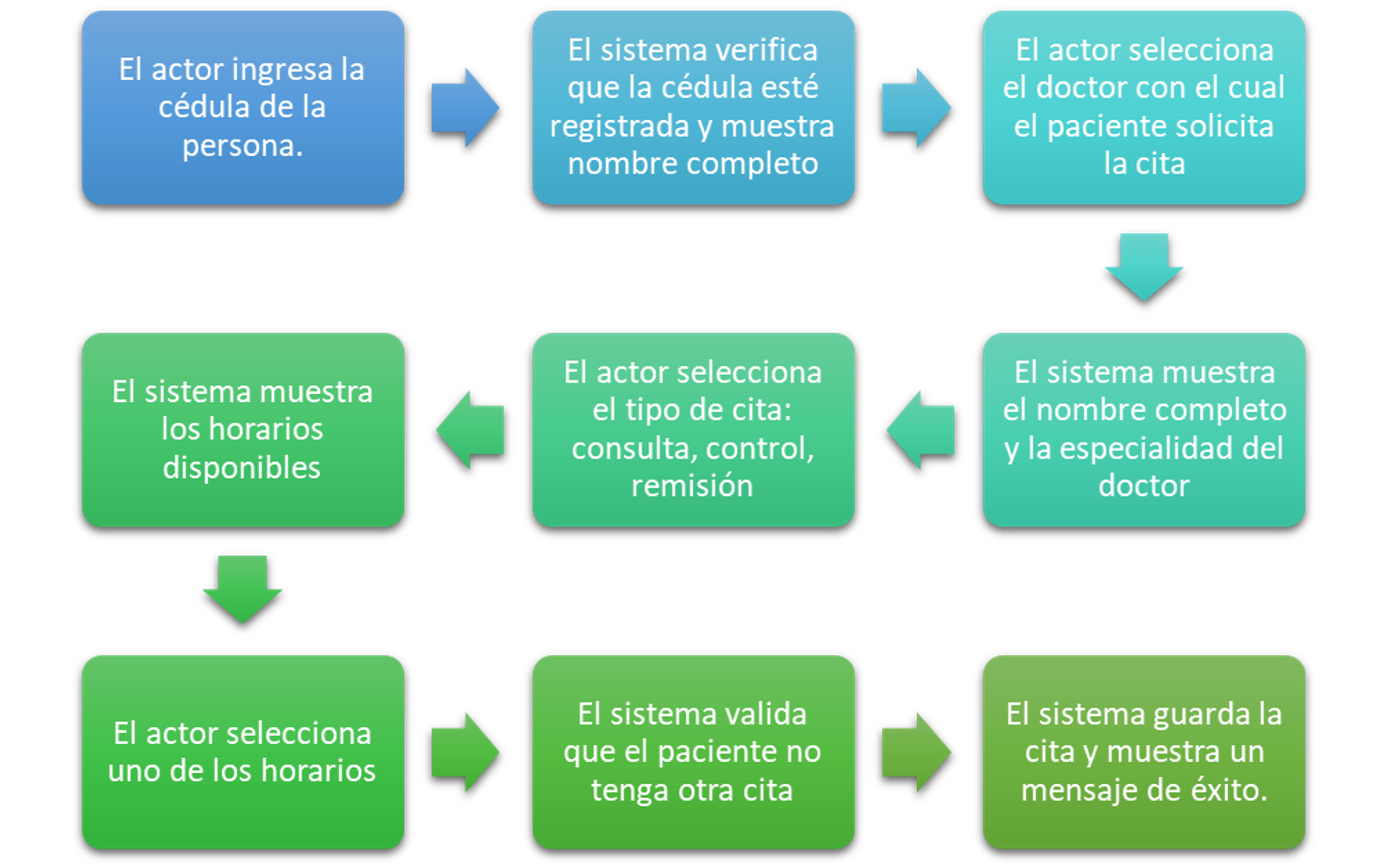 El actor ingresa la
cédula de la
persona.
El sistema verifica
que la cédula esté
registrada y muestra
nombre completo
El actor selecciona
el doctor con el cual
el paciente solicita
la cita
El sistema muestra
el nombre completo
y la especialidad del
doctor
El actor selecciona
el tipo de cita:
consulta, control,
remisión
El sistema muestra
los horarios
disponibles
El actor selecciona
uno de los horarios
El sistema valida
que el paciente no
tenga otra cita
El sistema guarda la
cita y muestra un
mensaje de éxito.